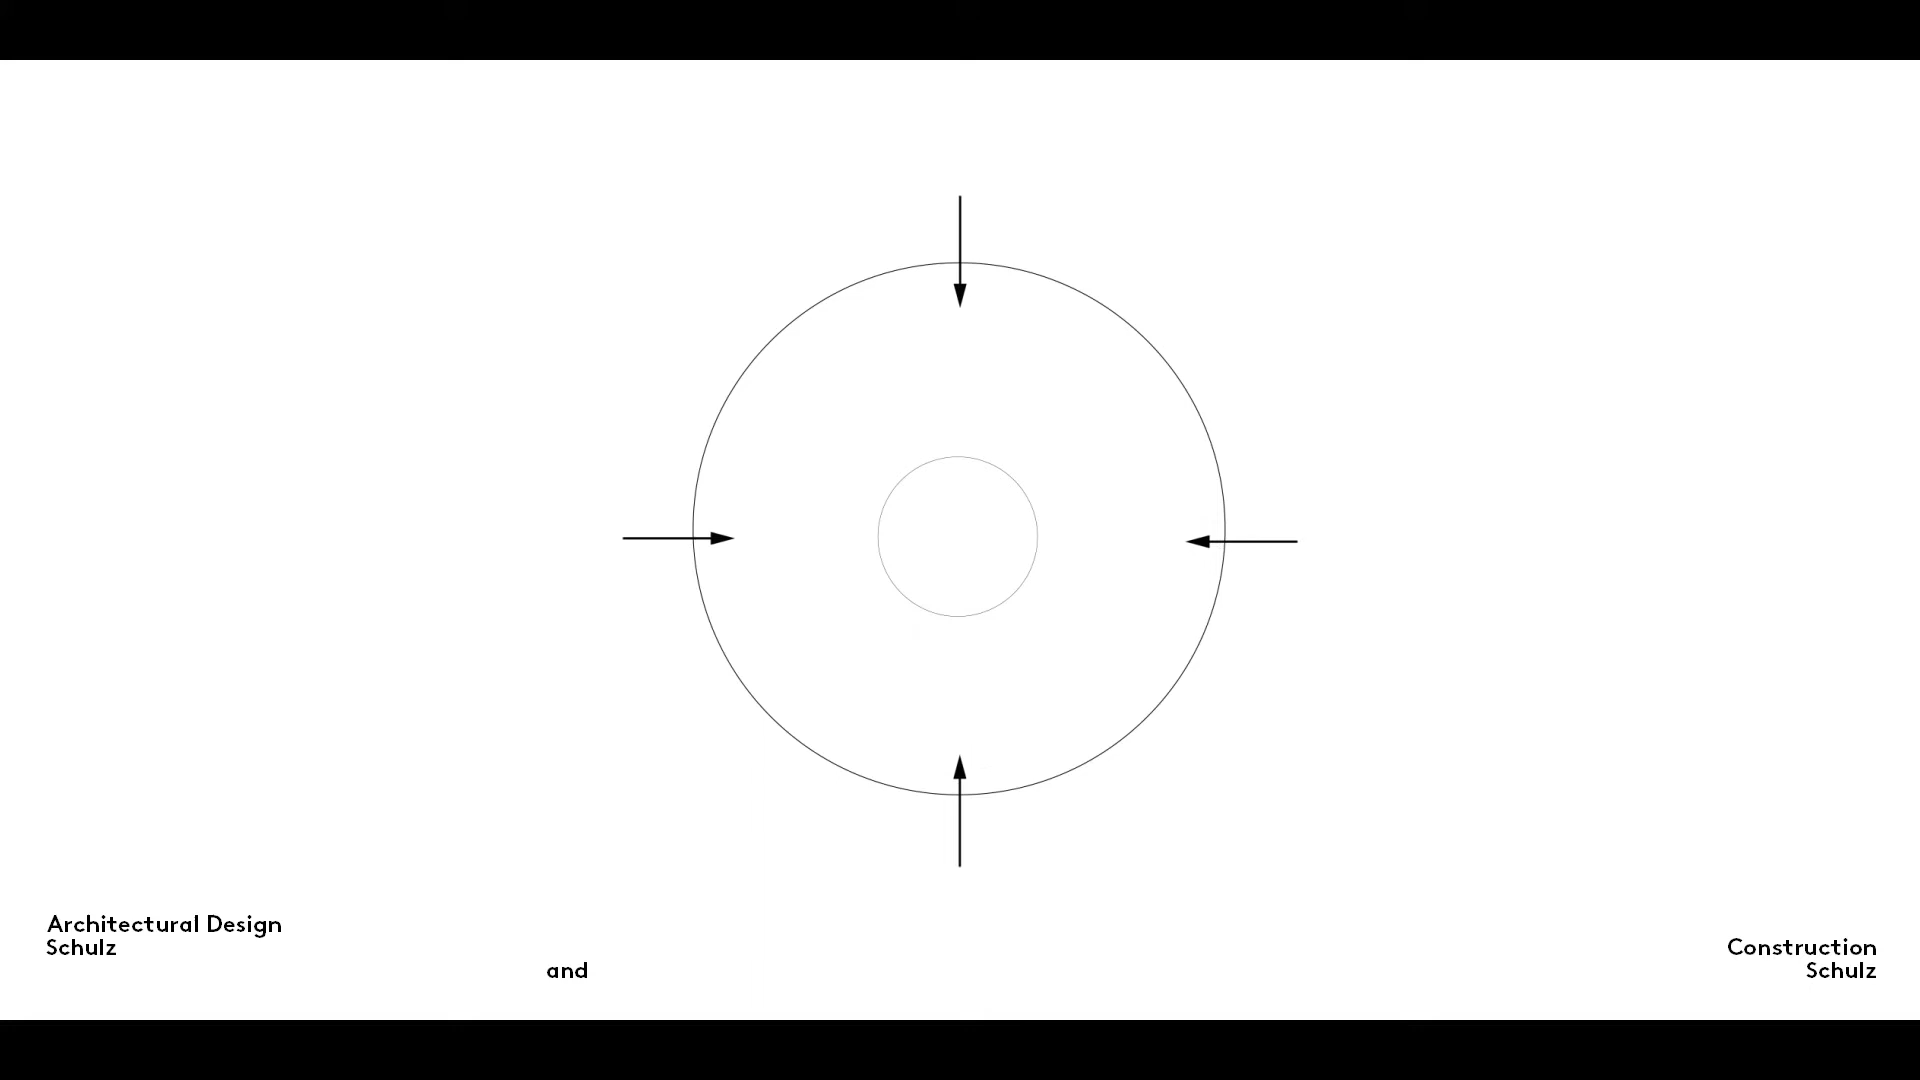 Architectural Design
Schulz
and
Construction
Schulz